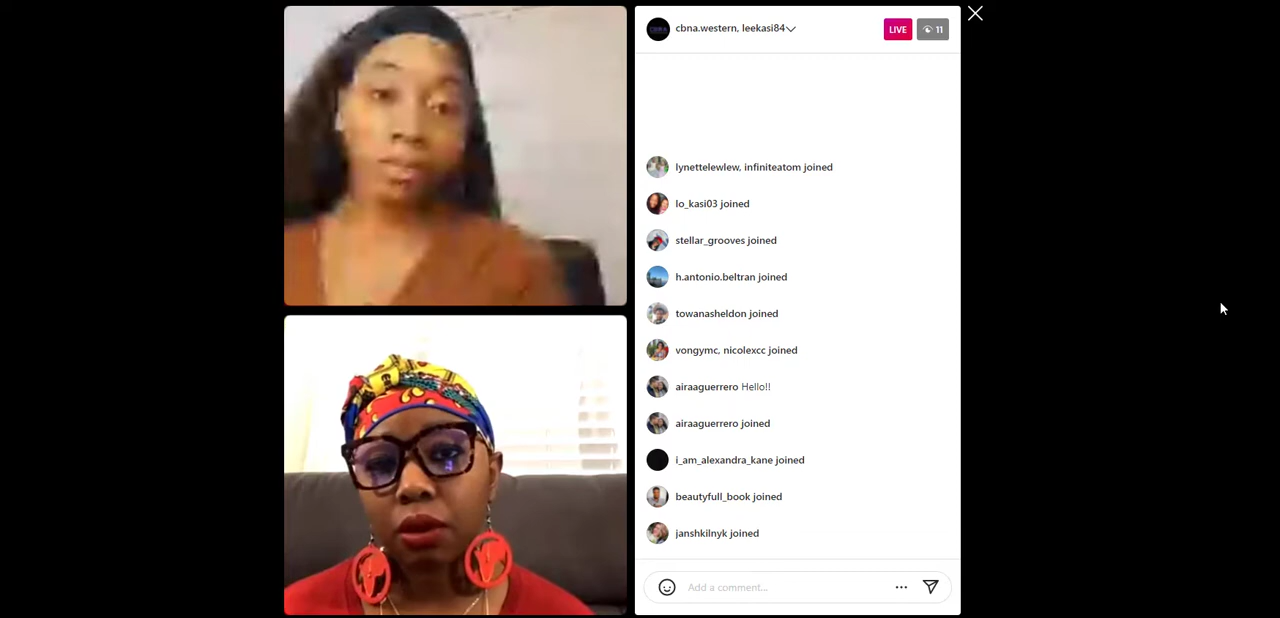 cbna.western, leekasi84
LIVE
11
lynettelewlew, infiniteatom joined
lo_kasi03 joined
stellar_grooves joined
h.antonio.beltran joined
towanasheldon joined
vongymc, nicolexcc joined
airaaguerrero Hello!!
airaaguerrero joined
i_am_alexandra_kane joined
beautyfull_book joined
janshkilnyk joined
Add a comment...